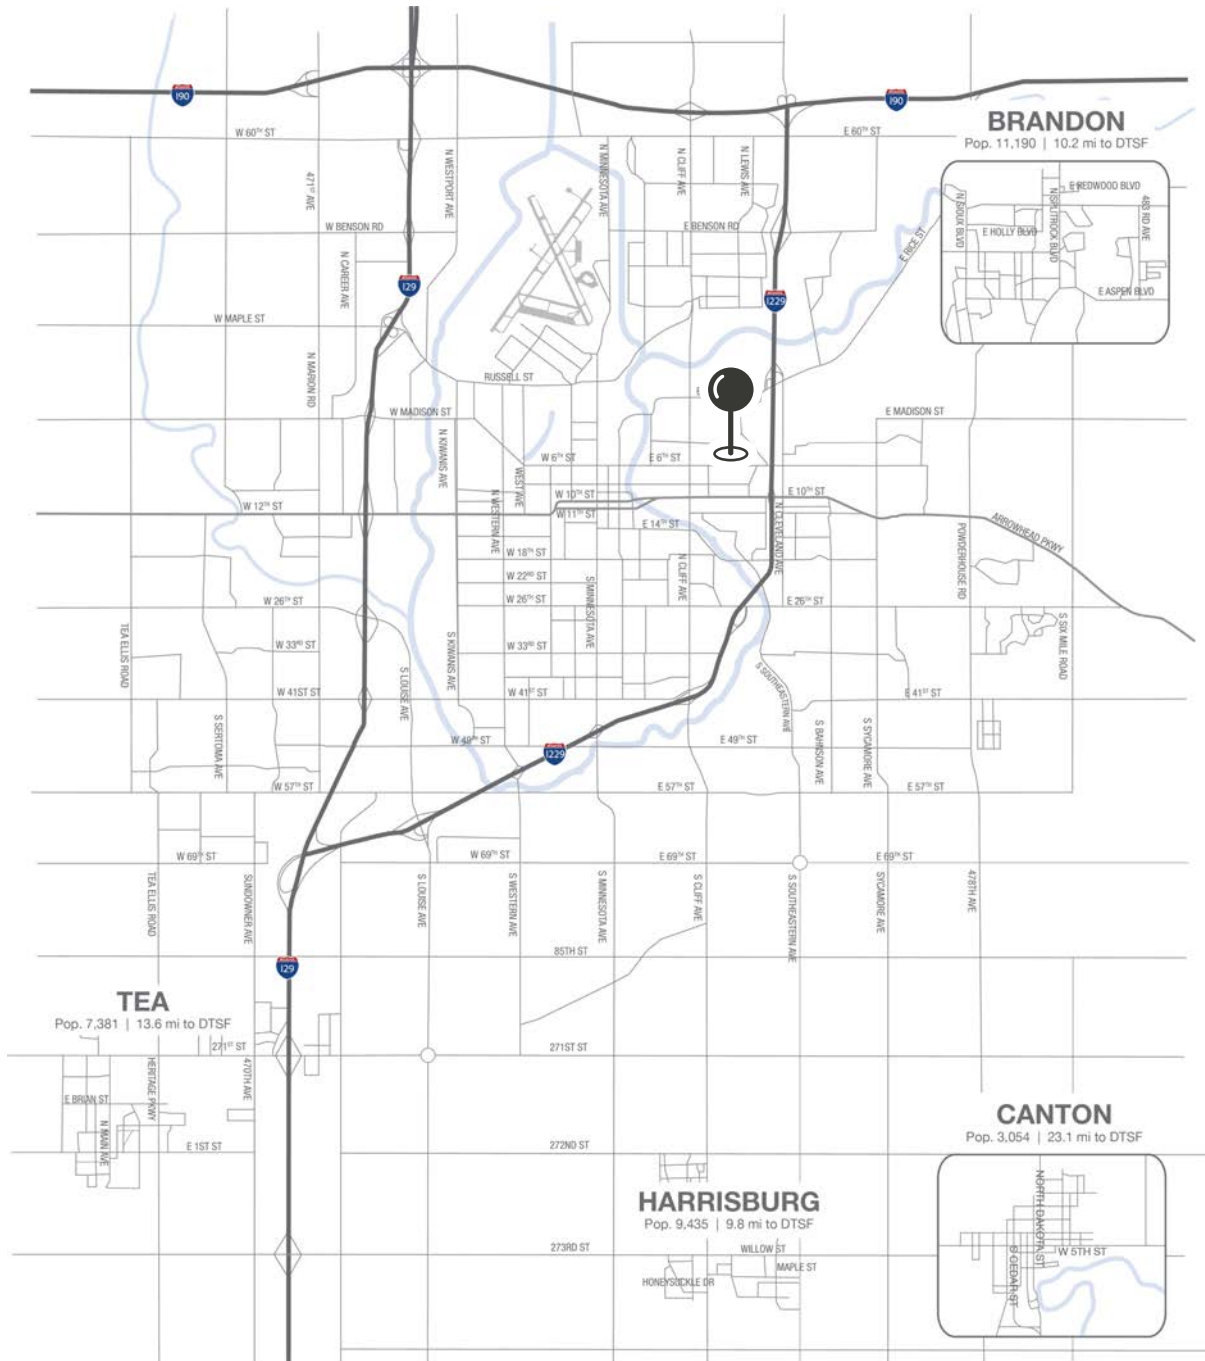 I90
I90
BRANDON
Pop. 11,190 | 10.2 mi to DTSF
W 60TH ST
E 60TH ST
N WESTPORT AVE
N MINNESOTA AVE
N CLIFF AVE
N LEWIS AVE
471ST AVE
E REDWOOD BLVD
N SIOUX BLVD
N SPLITROCK BLVD
483 RD AVE
E HOLLY BLVD
E ASPEN BLVD
W BENSON RD
E BENSON RD
E RICE ST
N CAREER AVE
I29
I229
W MAPLE ST
N MARION RD
RUSSELL ST
W MADISON ST
E MADISON ST
N KIWANIS AVE
W 6TH ST
E 6TH ST
WEST AVE
N WESTERN AVE
W 10TH ST
E 10TH ST
W 12TH ST
W 11TH ST
E 14TH ST
N CLEVELAND AVE
POWDERHOUSE RD
ARROWHEAD PKWY
W 18TH ST
N CLIFF AVE
W 22ND ST
S MINNESOTA AVE
W 26TH ST
W 26TH ST
E 26TH ST
TEA ELLIS ROAD
S KIWANIS AVE
S SIX MILE ROAD
W 33RD ST
W 33RD ST
S LOUISE AVE
S SOUTHEASTERN AVE
W 41ST ST
W 41ST ST
E 41ST ST
S SERTOMA AVE
S BAHNSON AVE
S SYCAMORE AVE
W 49TH ST
E 49TH ST
I229
W 57TH ST
E 57TH ST
E 57TH ST
W 69TH ST
W 69TH ST
E 69TH ST
E 69TH ST
TEA ELLIS ROAD
SUNDOWNER AVE
S LOUISE AVE
S WESTERN AVE
S MINNESOTA AVE
S CLIFF AVE
S SOUTHEASTERN AVE
SYCAMORE AVE
478TH AVE
85TH ST
I29
TEA
Pop. 7,381 | 13.6 mi to DTSF
271ST ST
271ST ST
HERITAGE PKWY
470TH AVE
E BRIAN ST
N MAIN AVE
E 1ST ST
272ND ST
CANTON
Pop. 3,054 | 23.1 mi to DTSF
NORTH DAKOTA ST
W 5TH ST
S CEDAR ST
HARRISBURG
Pop. 9,435 | 9.8 mi to DTSF
273RD ST
WILLOW ST
MAPLE ST
HONEYSUCKLE DR